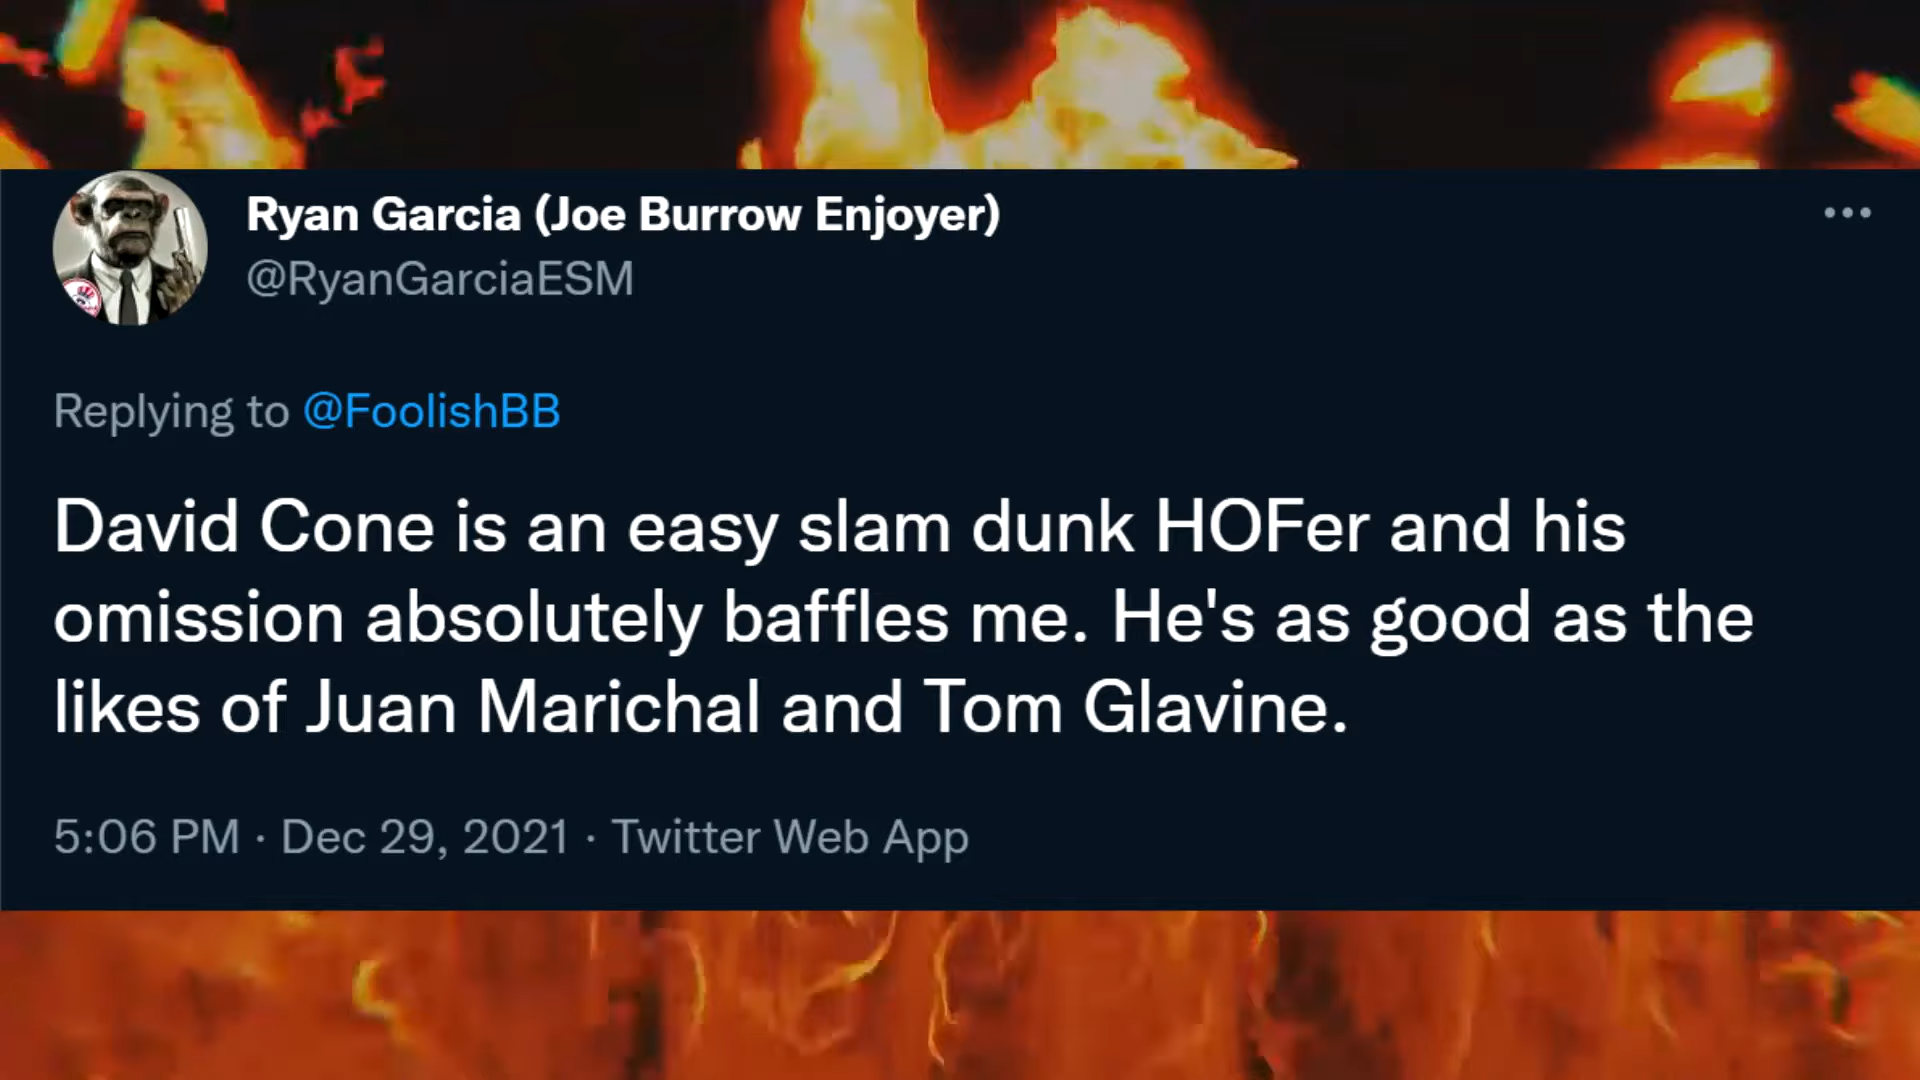 Ryan Garcia (Joe Burrow Enjoyer)
@RyanGarciaESM
Replying to @FoolishBB
David Cone is an easy slam dunk HOFer and his
omission absolutely baffles me. He's as good as the
likes of Juan Marichal and Tom Glavine.
5:06 PM · Dec 29, 2021 · Twitter Web App